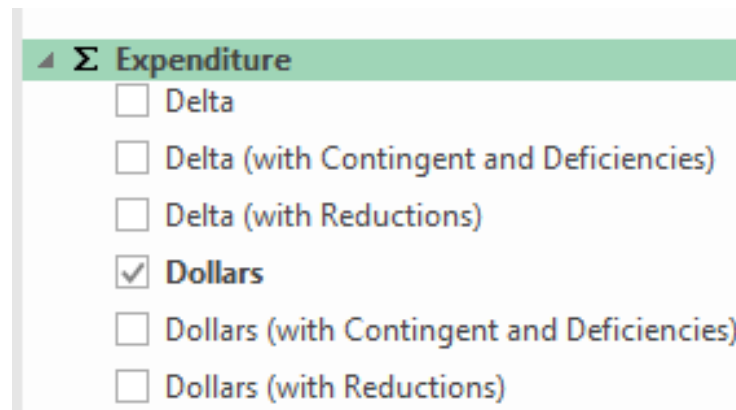 Σ Expenditure
Delta
Delta (with Contingent and Deficiencies)
Delta (with Reductions)
Dollars
Dollars (with Contingent and Deficiencies)
Dollars (with Reductions)